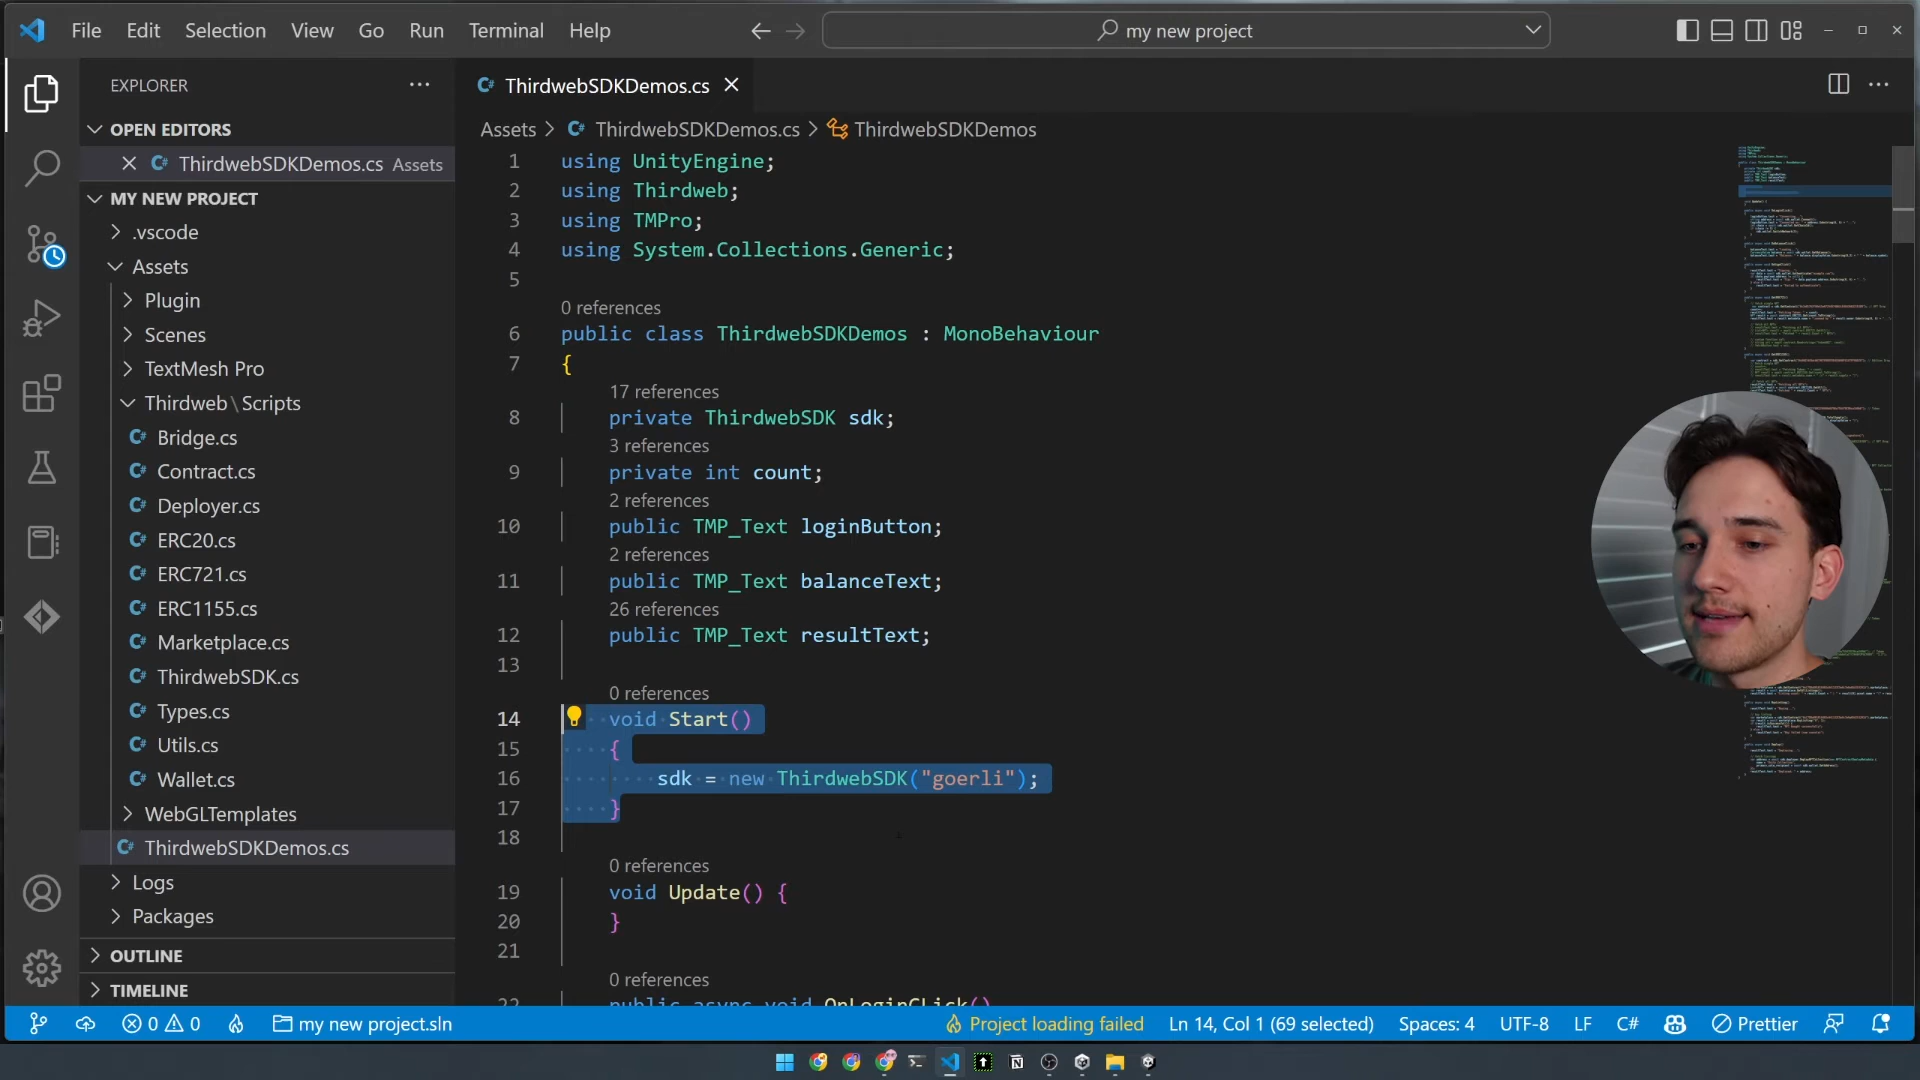 File Edit Selection View Go Run Terminal Help
my new project
EXPLORER
OPEN EDITORS
ThirdwebSDKDemos.cs Assets
MY NEW PROJECT
.vscode
Assets
Plugin
Scenes
TextMesh Pro
Thirdweb\Scripts
Bridge.cs
Contract.cs
Deployer.cs
ERC20.cs
ERC721.cs
ERC1155.cs
Marketplace.cs
ThirdwebSDK.cs
Types.cs
Utils.cs
Wallet.cs
WebGLTemplates
ThirdwebSDKDemos.cs
Logs
Packages
OUTLINE
TIMELINE
ThirdwebSDKDemos.cs
Assets > ThirdwebSDKDemos.cs > ThirdwebSDKDemos
1 using UnityEngine;
2 using Thirdweb;
3 using TMPro;
4 using System.Collections.Generic;
5
0 references
6 public class ThirdwebSDKDemos : MonoBehaviour
7 {
17 references
8 private ThirdwebSDK sdk;
3 references
9 private int count;
2 references
10 public TMP_Text loginButton;
2 references
11 public TMP_Text balanceText;
26 references
12 public TMP_Text resultText;
13
0 references
14 void Start()
15 {
16 sdk = new ThirdwebSDK("goerli");
17 }
18
0 references
19 void Update() {
20 }
21
0 references
22 public async void OnLoginCLick()
0 0 my new project.sln Project loading failed Ln 14, Col 1 (69 selected) Spaces: 4 UTF-8 LF C# Prettier